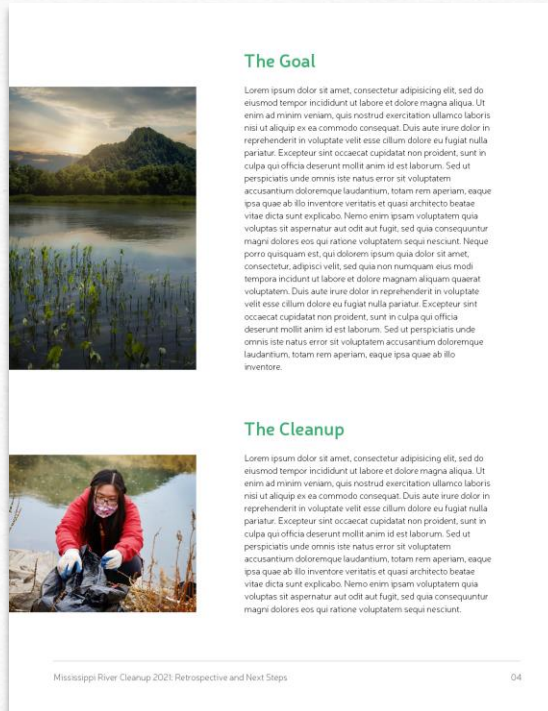 The Goal
Lorem ipsum dolor sit amet, consectetur adipisicing elit, sed do
eiusmod tempor incididunt ut labore et dolore magna aliqua. Ut
enim ad minim veniam, quis nostrud exercitation ullamco laboris
nisi ut aliquip ex ea commodo consequat. Duis aute irure dolor in
reprehenderit in voluptate velit esse cillum dolore eu fugiat nulla
pariatur. Excepteur sint occaecat cupidatat non proident, sunt in
culpa qui officia deserunt mollit anim id est laborum. Sed ut
perspiciatis unde omnis iste natus error sit voluptatem
accusantium doloremque laudantium, totam rem aperiam, eaque
ipsa quae ab illo inventore veritatis et quasi architecto beatae
vitae dicta sunt explicabo. Nemo enim ipsam voluptatem quia
voluptas sit aspernatur aut odit aut fugit, sed quia consequuntur
magni dolores eos qui ratione voluptatem sequi nesciunt. Neque
porro quisquam est, qui dolorem ipsum quia dolor sit amet,
consectetur, adipisci velit, sed quia non numquam eius modi
tempora incidunt ut labore et dolore magnam aliquam quaerat
voluptatem. Duis aute irure dolor in reprehenderit in voluptate
velit esse cillum dolore eu fugiat nulla pariatur. Excepteur sint
occaecat cupidatat non proident, sunt in culpa qui officia
deserunt mollit anim id est laborum. Sed ut perspiciatis unde
omnis iste natus error sit voluptatem accusantium doloremque
laudantium, totam rem aperiam, eaque ipsa quae ab illo
inventore.
The Cleanup
Lorem ipsum dolor sit amet, consectetur adipisicing elit, sed do
eiusmod tempor incididunt ut labore et dolore magna aliqua. Ut
enim ad minim veniam, quis nostrud exercitation ullamco laboris
nisi ut aliquip ex ea commodo consequat. Duis aute irure dolor in
reprehenderit in voluptate velit esse cillum dolore eu fugiat nulla
pariatur. Excepteur sint occaecat cupidatat non proident, sunt in
culpa qui officia deserunt mollit anim id est laborum. Sed ut
perspiciatis unde omnis iste natus error sit voluptatem
accusantium doloremque laudantium, totam rem aperiam, eaque
ipsa quae ab illo inventore veritatis et quasi architecto beatae
vitae dicta sunt explicabo. Nemo enim ipsam voluptatem quia
voluptas sit aspernatur aut odit aut fugit, sed quia consequuntur
magni dolores eos qui ratione voluptatem sequi nesciunt.
Mississippi River Cleanup 2021: Retrospective and Next Steps 04